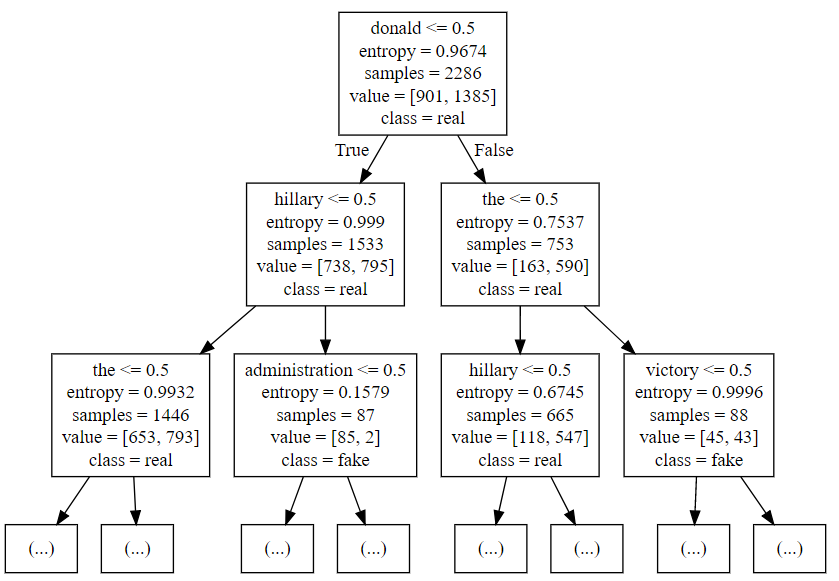 donald <= 0.5
entropy = 0.9674
samples = 2286
value = [901, 1385]
class = real
True
False
hillary <= 0.5
entropy = 0.999
samples = 1533
value = [738, 795]
class = real
the <= 0.5
entropy = 0.7537
samples = 753
value = [163, 590]
class = real
the <= 0.5
entropy = 0.9932
samples = 1446
value = [653, 793]
class = real
administration <= 0.5
entropy = 0.1579
samples = 87
value = [85, 2]
class = fake
hillary <= 0.5
entropy = 0.6745
samples = 665
value = [118, 547]
class = real
victory <= 0.5
entropy = 0.9996
samples = 88
value = [45, 43]
class = fake
(...)
(...)
(...)
(...)
(...)
(...)
(...)
(...)